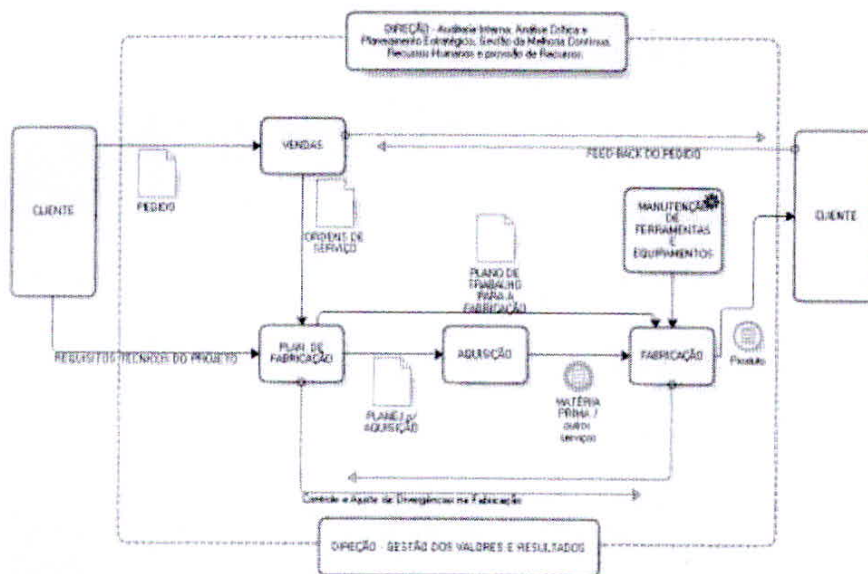 DIREÇÃO - Auditoria Interna, Análise Crítica e
Planejamento Estratégico, Gestão da Melhoria Contínua,
Recursos Humanos e provisão de Recursos.
CLIENTE
PEDIDO
VENDAS
FEED-BACK DO PEDIDO
CLIENTE
ORDENS DE
SERVIÇO
MANUTENÇÃO
DE
FERRAMENTAS
E
EQUIPAMENTOS
PLANO DE
TRABALHO
PARA A
FABRICAÇÃO
REQUISITOS TÉCNICOS DO PROJETO
PLAN. DE
FABRICAÇÃO
AQUISIÇÃO
FABRICAÇÃO
Produto
PLANEJ. p/
AQUISIÇÃO
MATÉRIA
PRIMA /
outros
serviços
Controle e Ajuste de Divergências na Fabricação
DIREÇÃO - GESTÃO DOS VALORES E RESULTADOS